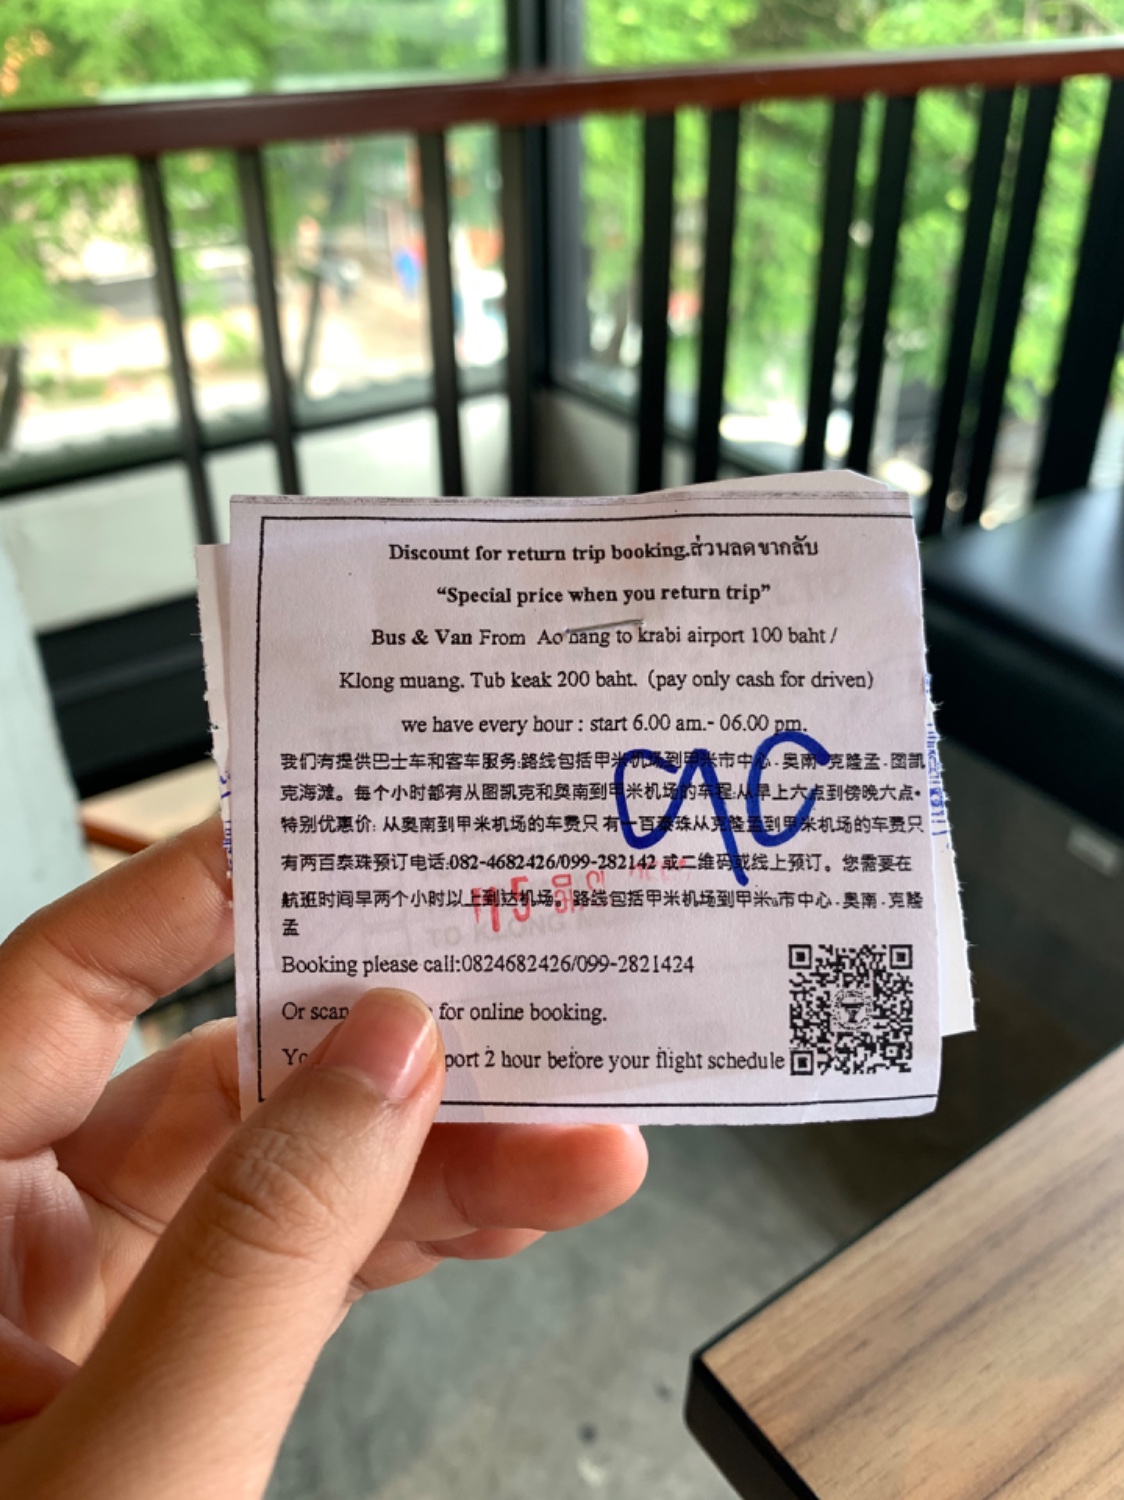 Discount for return trip booking.ส่วนลดขากลับ
“Special price when you return trip”
Bus & Van From Ao nang to krabi airport 100 baht /
Klong muang. Tub keak 200 baht. (pay only cash for driven)
we have every hour : start 6.00 am.- 06.00 pm.
我们有提供巴士车和客车服务:路线包括甲米机场到甲米市中心.奥南 克隆孟.图凯
克海滩。每个小时都有从图凯克和奥南到甲米机场的车程:从早上六点到傍晚六点.
特别优惠价: 从奥南到甲米机场的车费只 有一百泰珠从克隆孟到甲米机场的车费只
有两百泰珠预订电话:082-4682426/099-282142 或二维码或线上预订。您需要在
航班时间早两个小时以上到达机场。路线包括甲米机场到甲米市中心.奥南.克隆
孟
Booking please call:0824682426/099-2821424
Or scan for online booking.
2 hour before your flight schedule